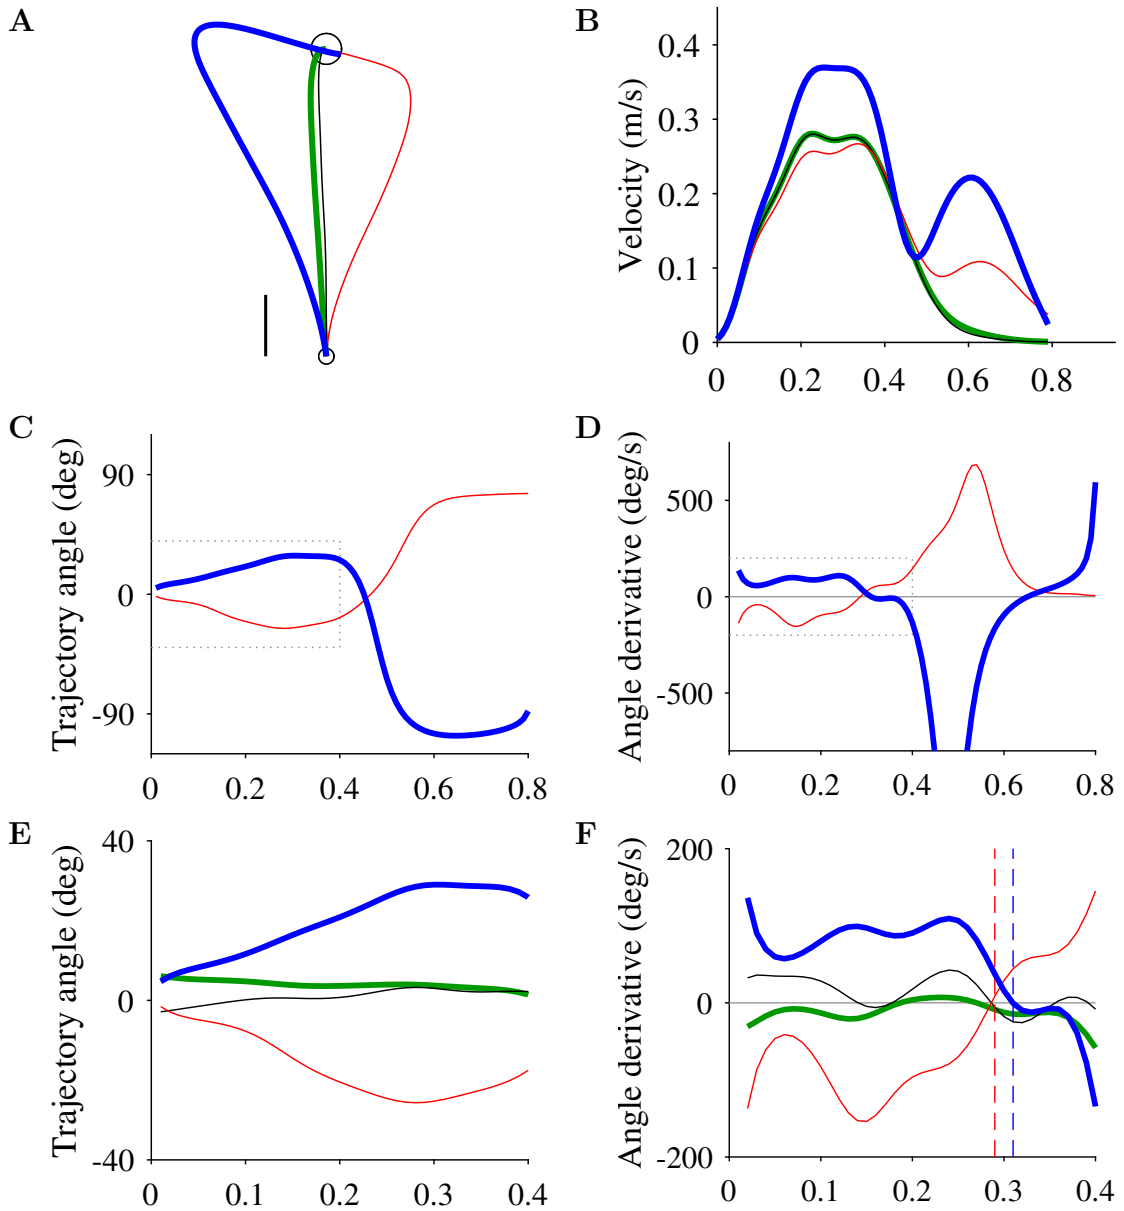 A
B
Velocity (m/s)
0.4
0.3
0.2
0.1
0
0 0.2 0.4 0.6 0.8
C
Trajectory angle (deg)
90
0
-90
0 0.2 0.4 0.6 0.8
D
Angle derivative (deg/s)
500
0
-500
0 0.2 0.4 0.6 0.8
E
Trajectory angle (deg)
40
0
-40
0 0.1 0.2 0.3 0.4
F
Angle derivative (deg/s)
200
0
-200
0 0.1 0.2 0.3 0.4